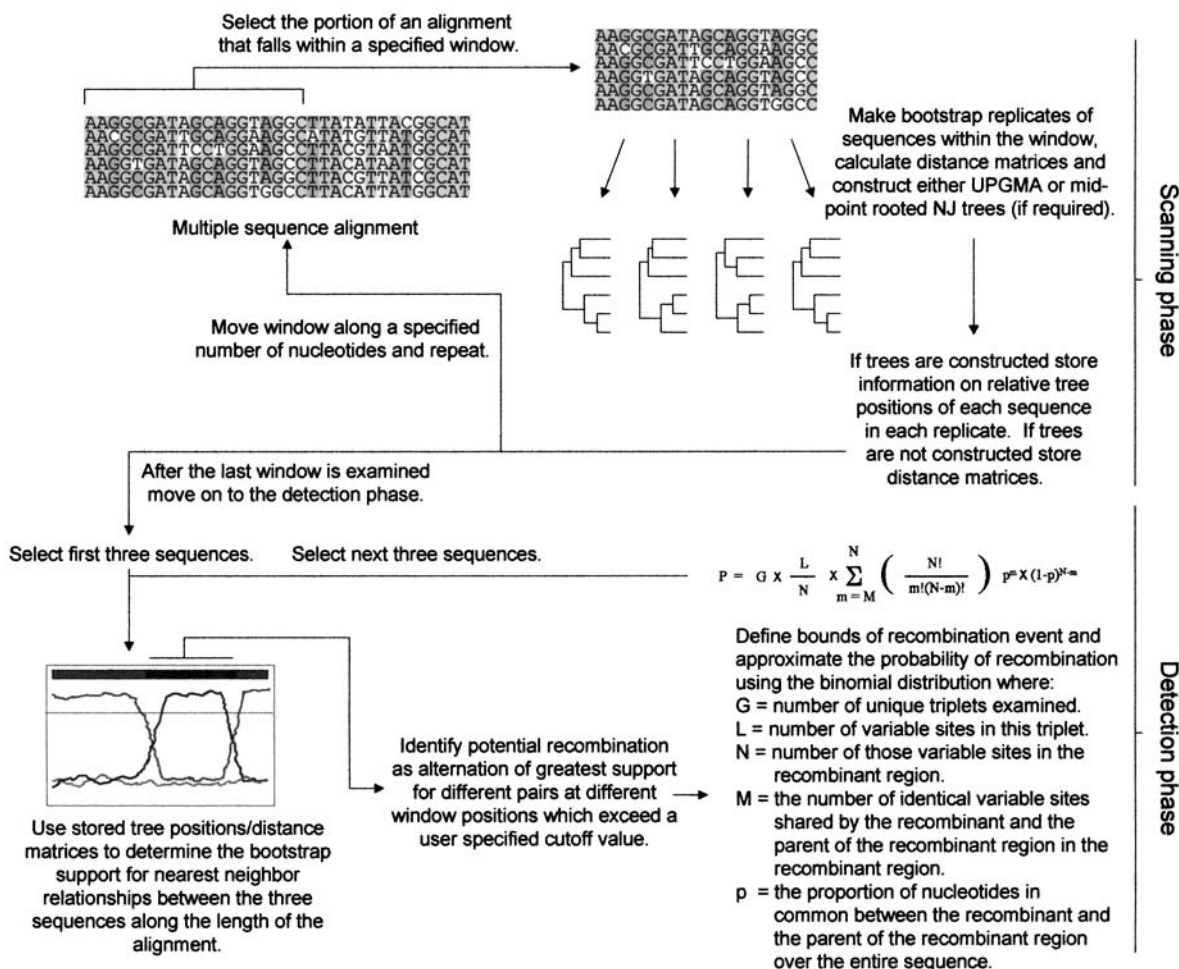 Select the portion of an alignment
that falls within a specified window.
AAGGCGATAGCAGGTAGGC
AACGCGATTGCAGGAAGGC
AAGGCGATTCCTGGAAGCC
AAGGTGATAGCAGGTAGCC
AAGGCGATAGCAGGTAGGC
AAGGCGATAGCAGGTGGCC
AAGGCGATAGCAGGTAGGCTTATATTACGGCAT
AACGCGATTGCAGGAAGGCATATGTTATGGCAT
AAGGCGATTCCTGGAAGCCTTACGTAATGGCAT
AAGGTGATAGCAGGTAGCCTTACATAATCGCAT
AAGGCGATAGCAGGTAGGCTTACGTTATCGCAT
AAGGCGATAGCAGGTGGCCTTACGTTATGGCAT
Multiple sequence alignment
Make bootstrap replicates of
sequences within the window,
calculate distance matrices and
construct either UPGMA or mid-
point rooted NJ trees (if required).
Scanning phase
Move window along a specified
number of nucleotides and repeat.
If trees are constructed store
information on relative tree
positions of each sequence
in each replicate. If trees
are not constructed store
distance matrices.
After the last window is examined
move on to the detection phase.
Select first three sequences.
Select next three sequences.
P = G X L/N X N Σ m = M ( N! / m!(N-m)! ) p^m X (1-p)^N-m
Define bounds of recombination event and
approximate the probability of recombination
using the binomial distribution where:
G = number of unique triplets examined.
L = number of variable sites in this triplet.
N = number of those variable sites in the
recombinant region.
M = the number of identical variable sites
shared by the recombinant and the
parent of the recombinant region in the
recombinant region.
p = the proportion of nucleotides in
common between the recombinant and
the parent of the recombinant region
over the entire sequence.
Detection phase
Identify potential recombination
as alternation of greatest support
for different pairs at different
window positions which exceed a
user specified cutoff value.
Use stored tree positions/distance
matrices to determine the bootstrap
support for nearest neighbor
relationships between the three
sequences along the length of the
alignment.